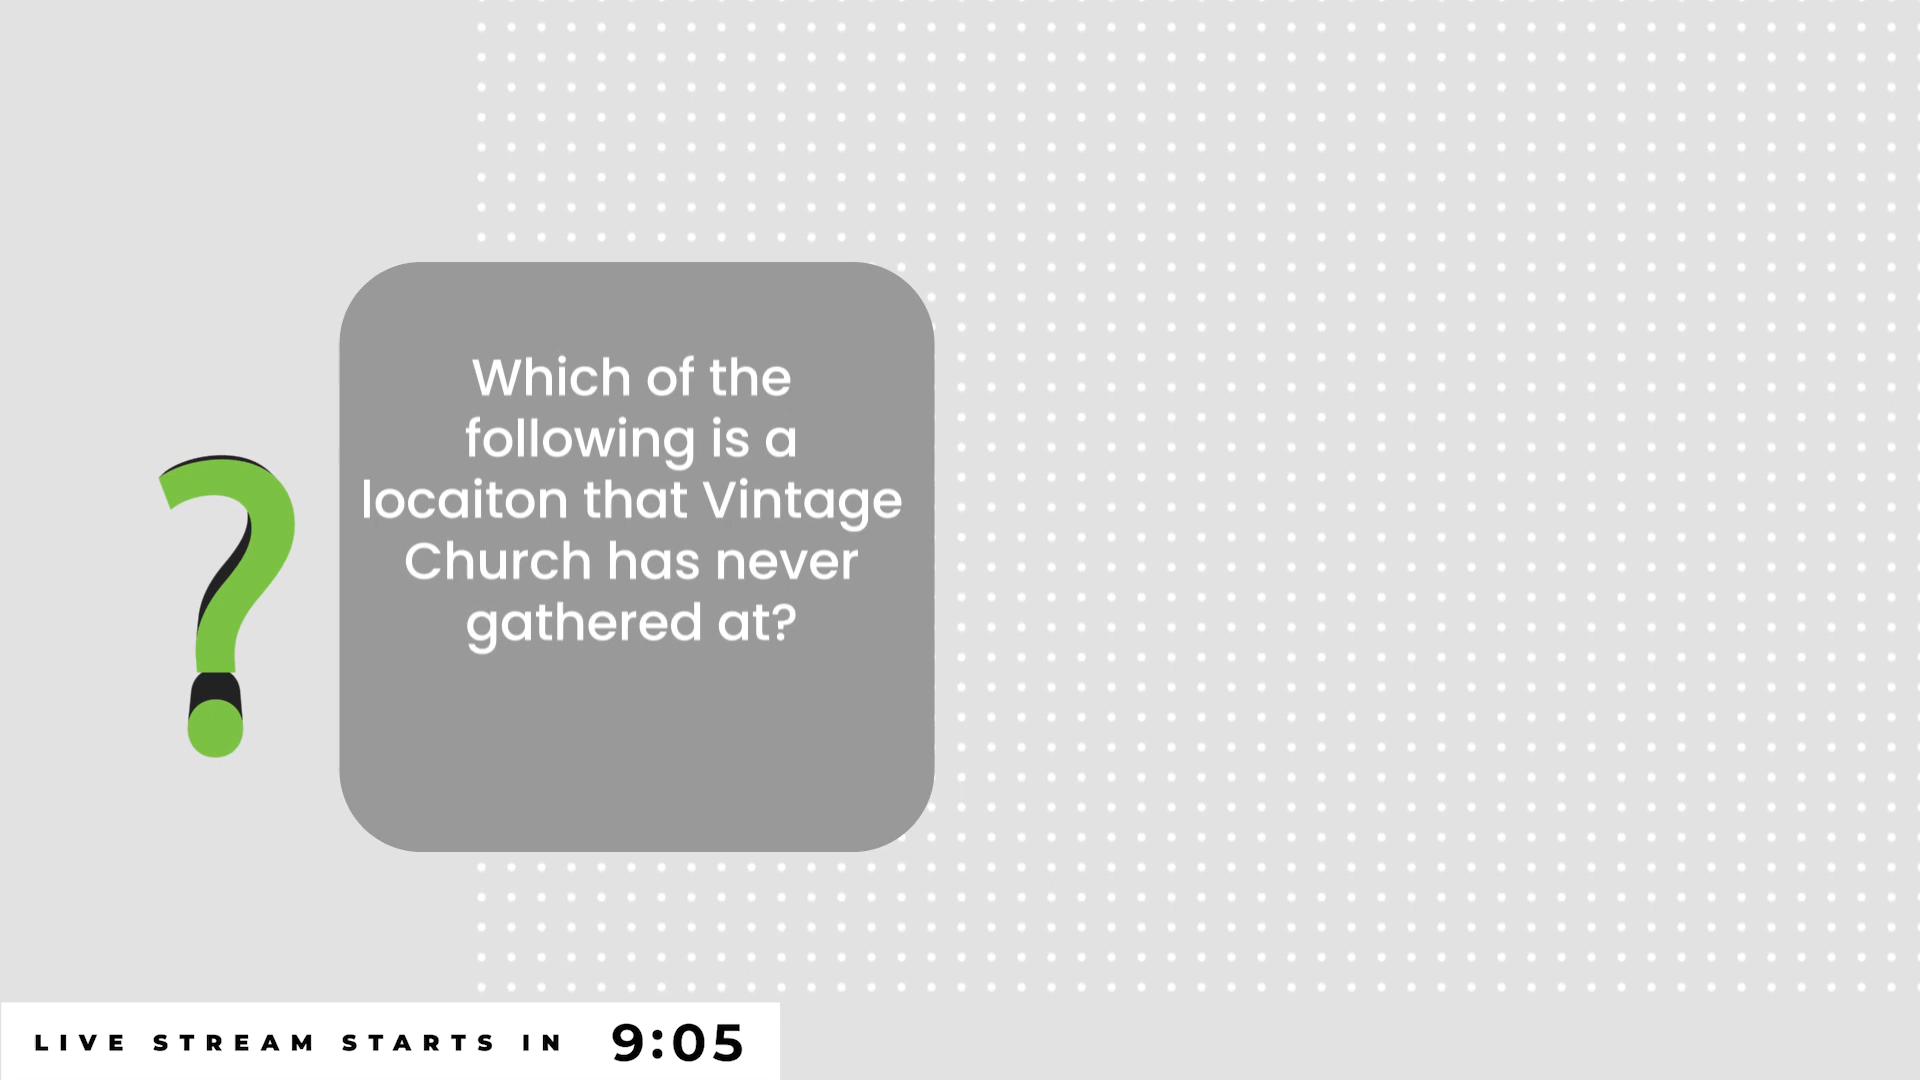 Which of the
following is a
locaiton that Vintage
Church has never
gathered at?
LIVE STREAM STARTS IN 9:05